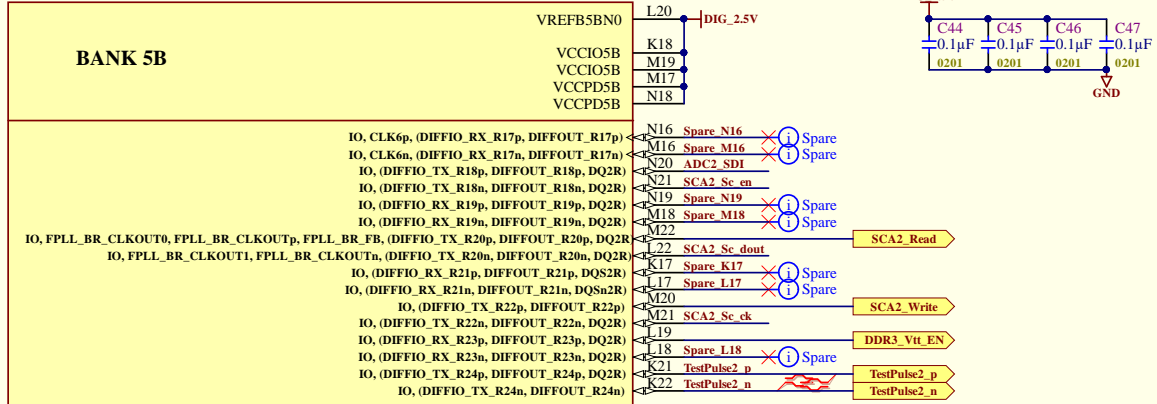 VREFB5BN0 L20 DIG_2.5V
BANK 5B
VCCIO5B K18
VCCIO5B M19
VCCPD5B M17
VCCPD5B N18
C44 C45 C46 C47
0.1µF 0.1µF 0.1µF 0.1µF
0201 0201 0201 0201
GND
IO, CLK6p, (DIFFIO_RX_R17p, DIFFOUT_R17p) N16 Spare_N16 i Spare
IO, CLK6n, (DIFFIO_RX_R17n, DIFFOUT_R17n) M16 Spare_M16 i Spare
IO, (DIFFIO_TX_R18p, DIFFOUT_R18p, DQ2R) N20 ADC2_SDI
IO, (DIFFIO_TX_R18n, DIFFOUT_R18n, DQ2R) N21 SCA2_Sc_en
IO, (DIFFIO_RX_R19p, DIFFOUT_R19p, DQ2R) N19 Spare_N19 i Spare
IO, (DIFFIO_RX_R19n, DIFFOUT_R19n, DQ2R) M18 Spare_M18 i Spare
IO, FPLL_BR_CLKOUT0, FPLL_BR_CLKOUTp, FPLL_BR_FB, (DIFFIO_TX_R20p, DIFFOUT_R20p, DQ2R) M22 SCA2_Read
IO, FPLL_BR_CLKOUT1, FPLL_BR_CLKOUTn, (DIFFIO_TX_R20n, DIFFOUT_R20n, DQ2R) L22 SCA2_Sc_dout
IO, (DIFFIO_RX_R21p, DIFFOUT_R21p, DQS2R) K17 Spare_K17 i Spare
IO, (DIFFIO_RX_R21n, DIFFOUT_R21n, DQSn2R) L17 Spare_L17 i Spare
IO, (DIFFIO_TX_R22p, DIFFOUT_R22p) M20 SCA2_Write
IO, (DIFFIO_TX_R22n, DIFFOUT_R22n, DQ2R) M21 SCA2_Sc_ck
IO, (DIFFIO_RX_R23p, DIFFOUT_R23p, DQ2R) L19 DDR3_Vtt_EN
IO, (DIFFIO_RX_R23n, DIFFOUT_R23n, DQ2R) L18 Spare_L18 i Spare
IO, (DIFFIO_TX_R24p, DIFFOUT_R24p, DQ2R) K21 TestPulse2_p TestPulse2_p
IO, (DIFFIO_TX_R24n, DIFFOUT_R24n) K22 TestPulse2_n TestPulse2_n